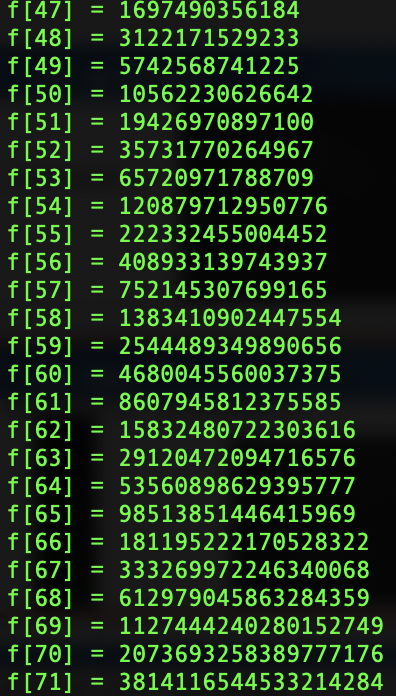 f[47] = 1697490356184
f[48] = 3122171529233
f[49] = 5742568741225
f[50] = 10562230626642
f[51] = 19426970897100
f[52] = 35731770264967
f[53] = 65720971788709
f[54] = 120879712950776
f[55] = 222332455004452
f[56] = 408933139743937
f[57] = 752145307699165
f[58] = 1383410902447554
f[59] = 2544489349890656
f[60] = 4680045560037375
f[61] = 8607945812375585
f[62] = 15832480722303616
f[63] = 29120472094716576
f[64] = 53560898629395777
f[65] = 98513851446415969
f[66] = 181195222170528322
f[67] = 333269972246340068
f[68] = 612979045863284359
f[69] = 1127444240280152749
f[70] = 2073693258389777176
f[71] = 3814116544533214284